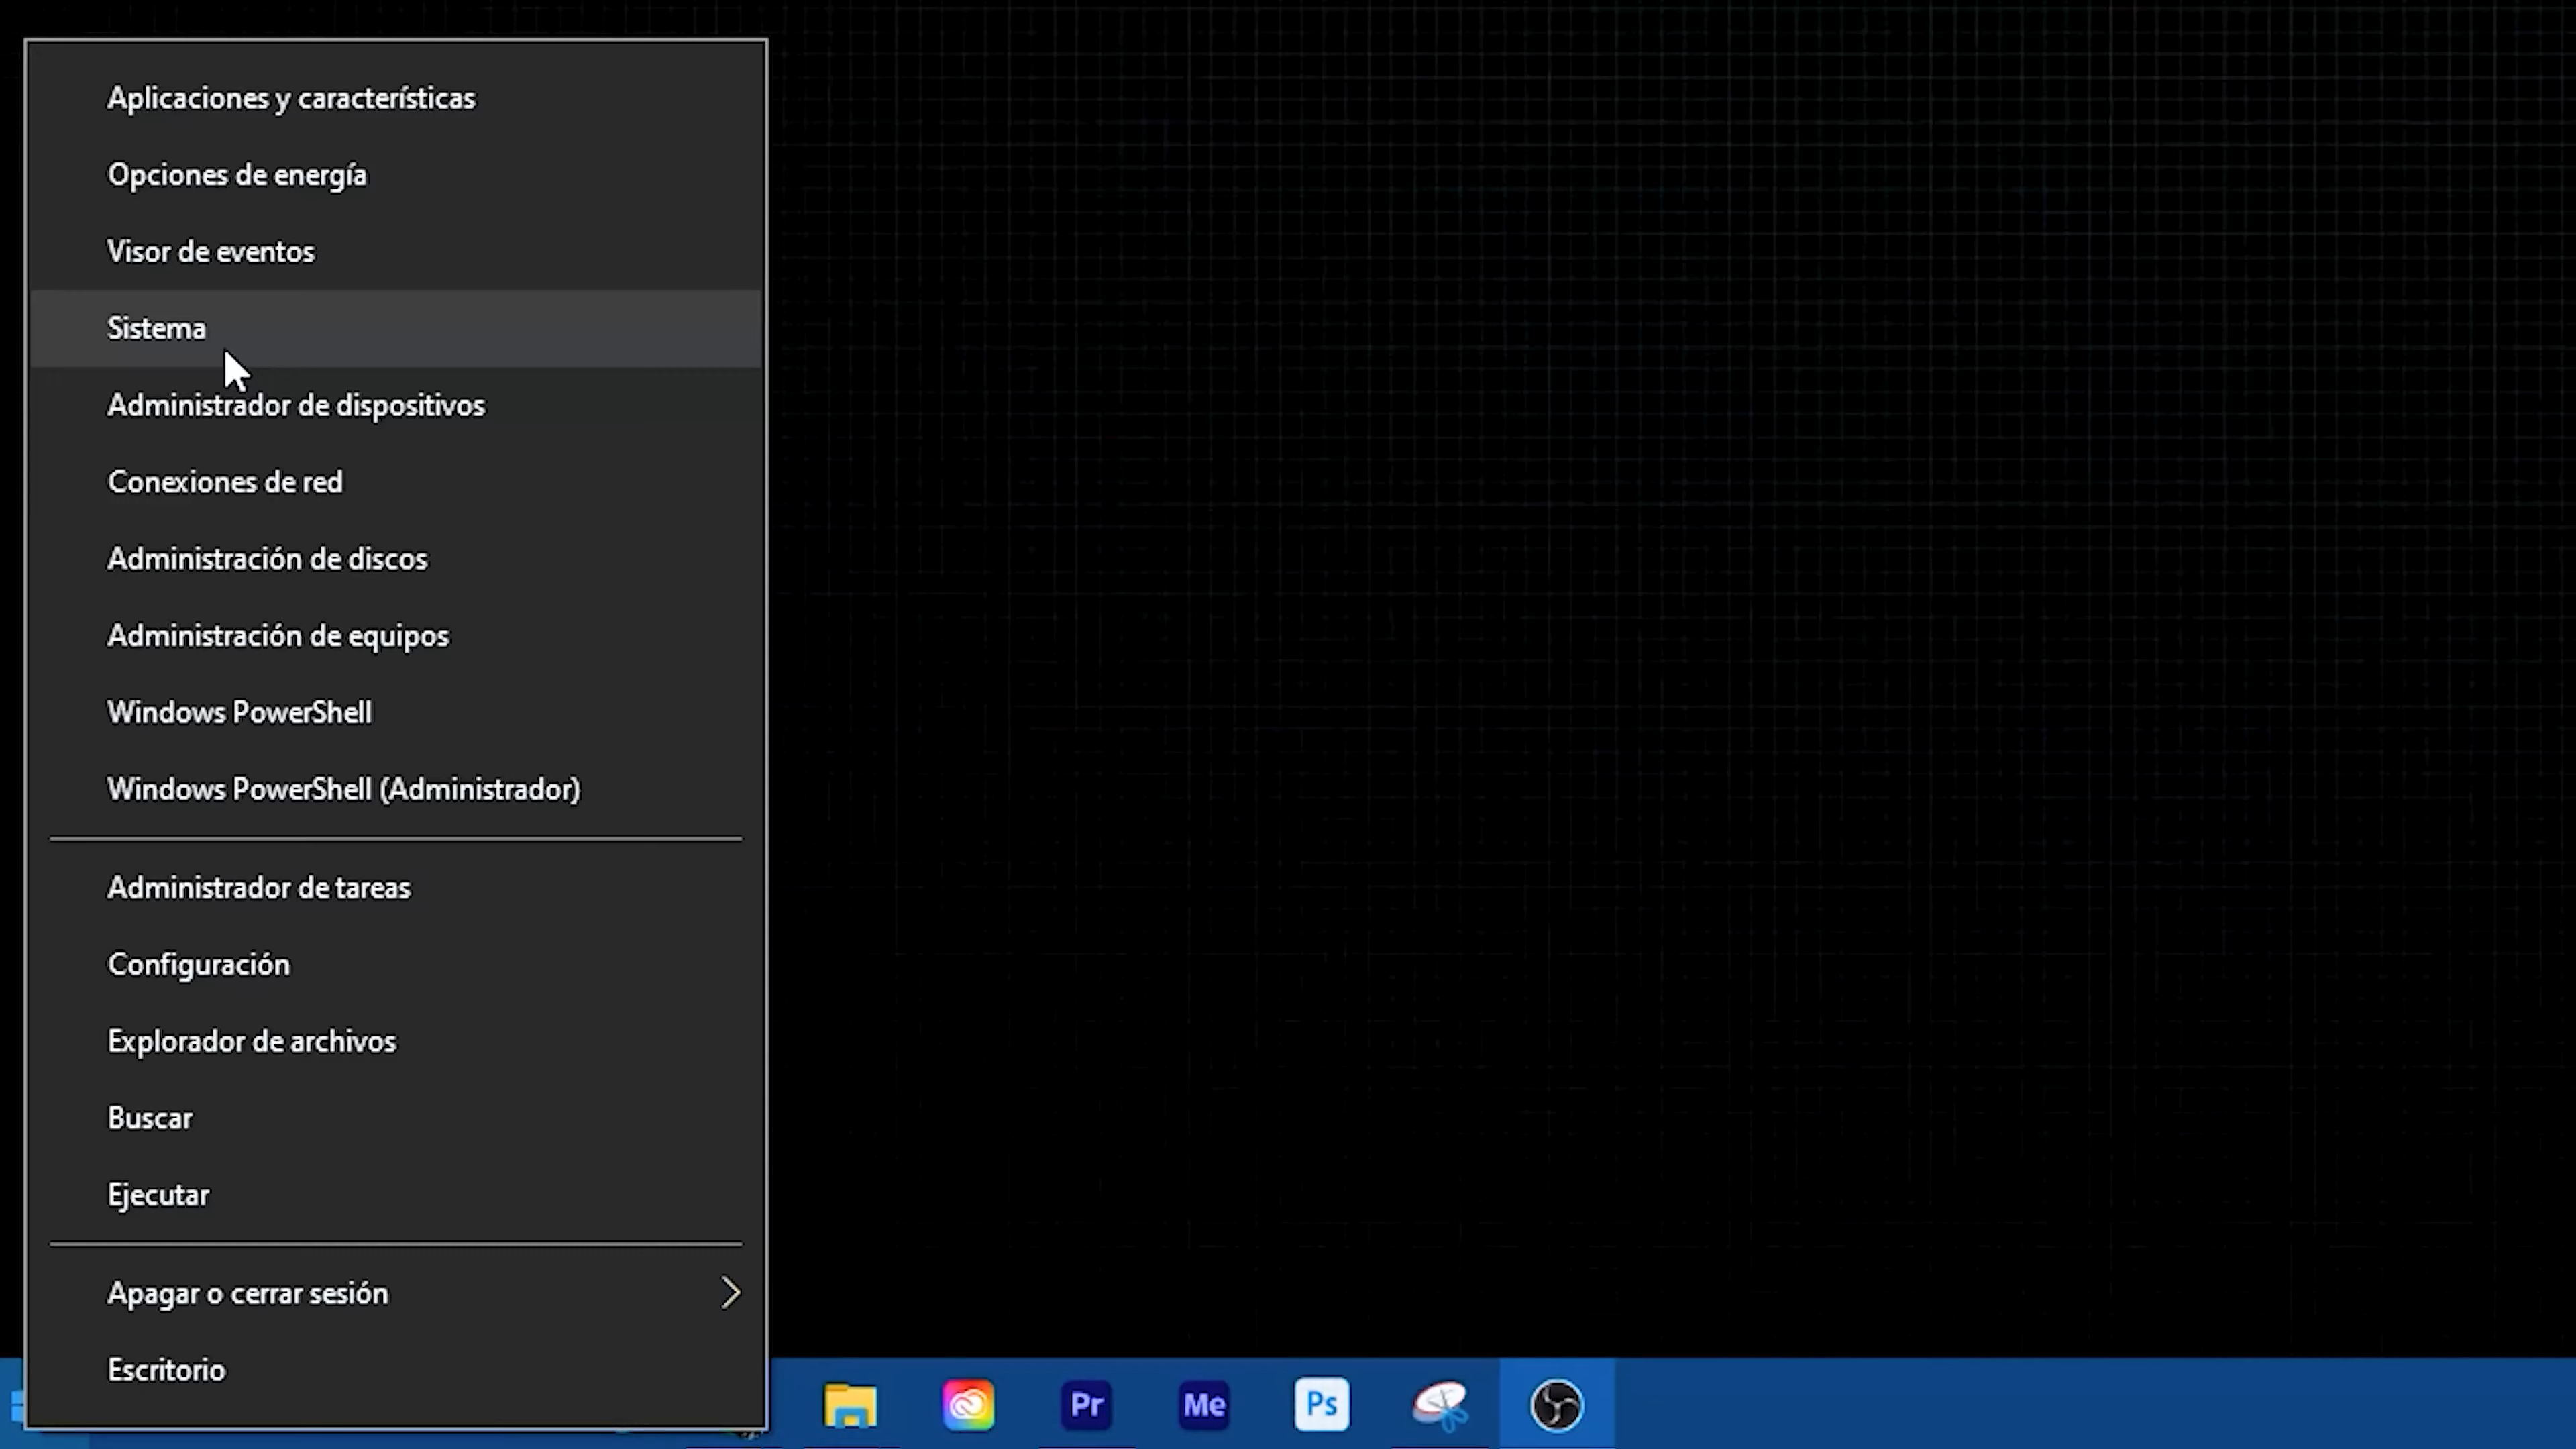 Aplicaciones y características
Opciones de energía
Visor de eventos
Sistema
Administrador de dispositivos
Conexiones de red
Administración de discos
Administración de equipos
Windows PowerShell
Windows PowerShell (Administrador)
Administrador de tareas
Configuración
Explorador de archivos
Buscar
Ejecutar
Apagar o cerrar sesión
Escritorio
Pr Me Ps